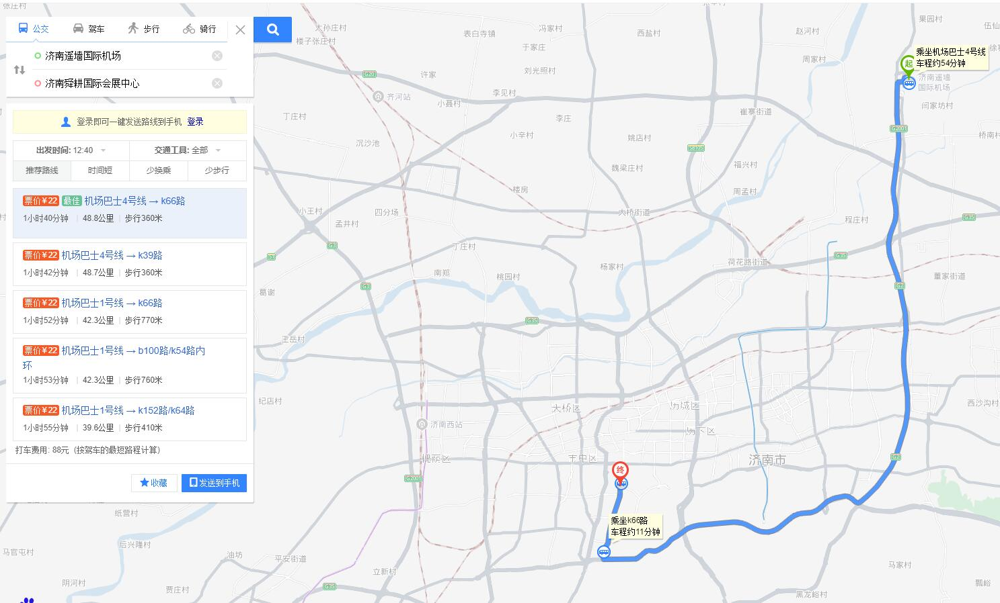 公交
驾车
步行
骑行
济南遥墙国际机场
济南舜耕国际会展中心
登录即可一键发送路线到手机 登录
出发时间: 12:40
交通工具: 全部
推荐路线
时间短
少换乘
少步行
票价¥22 最佳 机场巴士4号线 → k66路
1小时40分钟 | 48.8公里 | 步行360米
票价¥22 机场巴士4号线 → k39路
1小时42分钟 | 48.7公里 | 步行360米
票价¥22 机场巴士1号线 → k66路
1小时52分钟 | 42.3公里 | 步行770米
票价¥22 机场巴士1号线 → b100路/k54路内
环
1小时53分钟 | 42.3公里 | 步行760米
票价¥22 机场巴士1号线 → k152路/k64路
1小时55分钟 | 39.6公里 | 步行410米
打车费用: 88元 (按驾车的最短路程计算)
收藏
发送到手机
张庄村
太孙庄村
楼子张庄村
表白寺镇
冯家村
于家庄
西盐村
赵河村
果园村
周家村
乘坐机场巴士4号线
车程约54分钟
起
济南遥墙
国际机场
闫家坊村
G20
许家
刘光照村
齐河站
小聂村
李见村
丁庄村
李庄
崔寨街道
G2001
小辛村
姚店村
沉沙池
S8105
福兴村
魏梁庄村
楼房
周孟村
小王村
四分场
孟井村
大桥街道
程庄村
G35
G3
S1
丁庄村
G35
荷花路街道
杨家村
南郑
桃园村
董家街道
G3
G2
葛谢
G35
王岳村
纪店村
天桥区
历城区
历下区
西沙沟村
济南西站
槐荫区
市中区
济南市
G2
G2001
终
乘坐k66路
车程约11分钟
纸营村
后兴隆村
马官屯村
油坊
平安街道
立新村
阴河村
贾庄村
G35
马家村
黑龙峪村
瓢峪